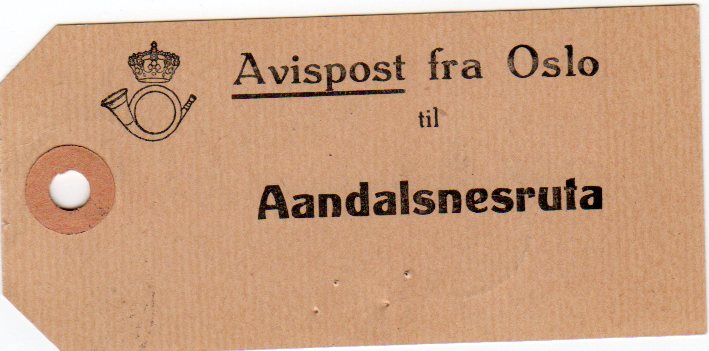 Avispost fra Oslo
til
Aandalsnesruta